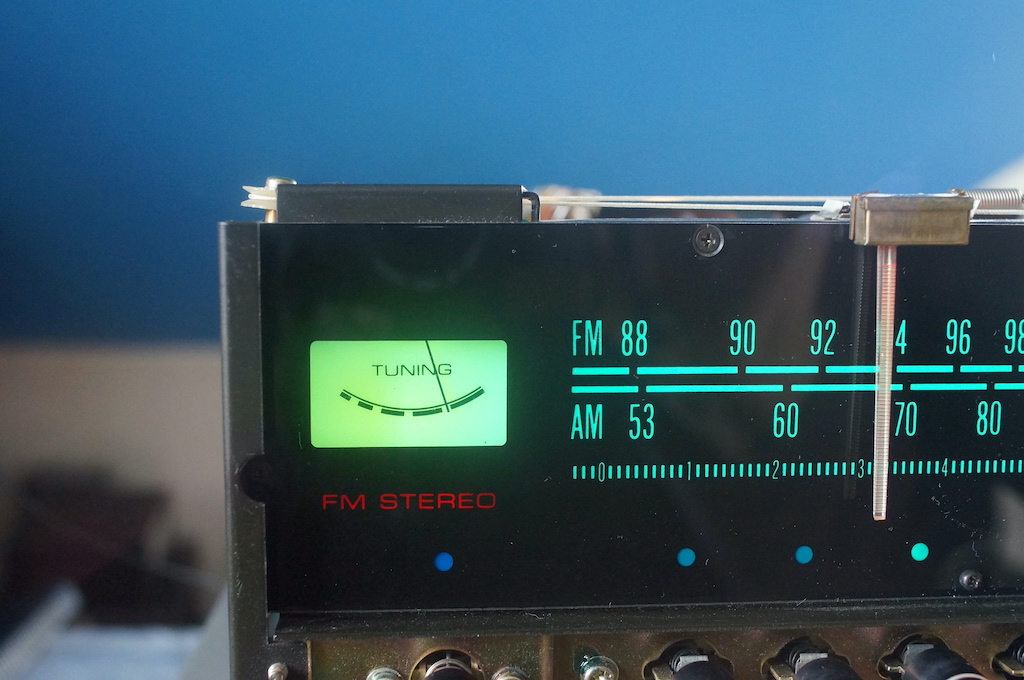 TUNING
FM STEREO
FM 88 90 92 4 96 98
AM 53 60 70 80
0 1 2 3 4